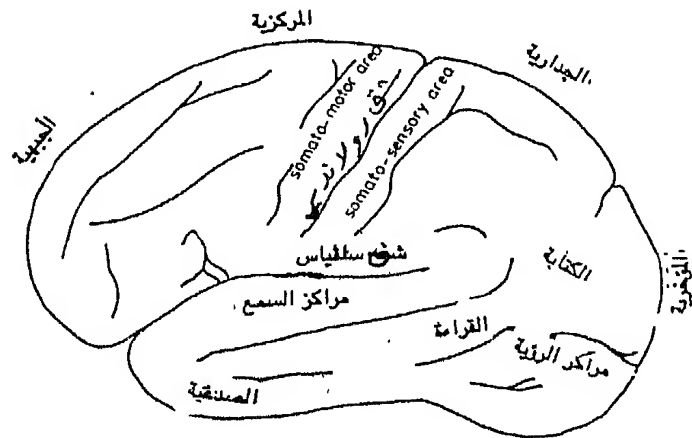 المركزية
الجدارية
الجبهية
somato-motor area
شق رولاندو
somato-sensory area
شق سلفياس
الكتابة
مراكز السمع
القراءة
مراكز الرؤية
الصدغية